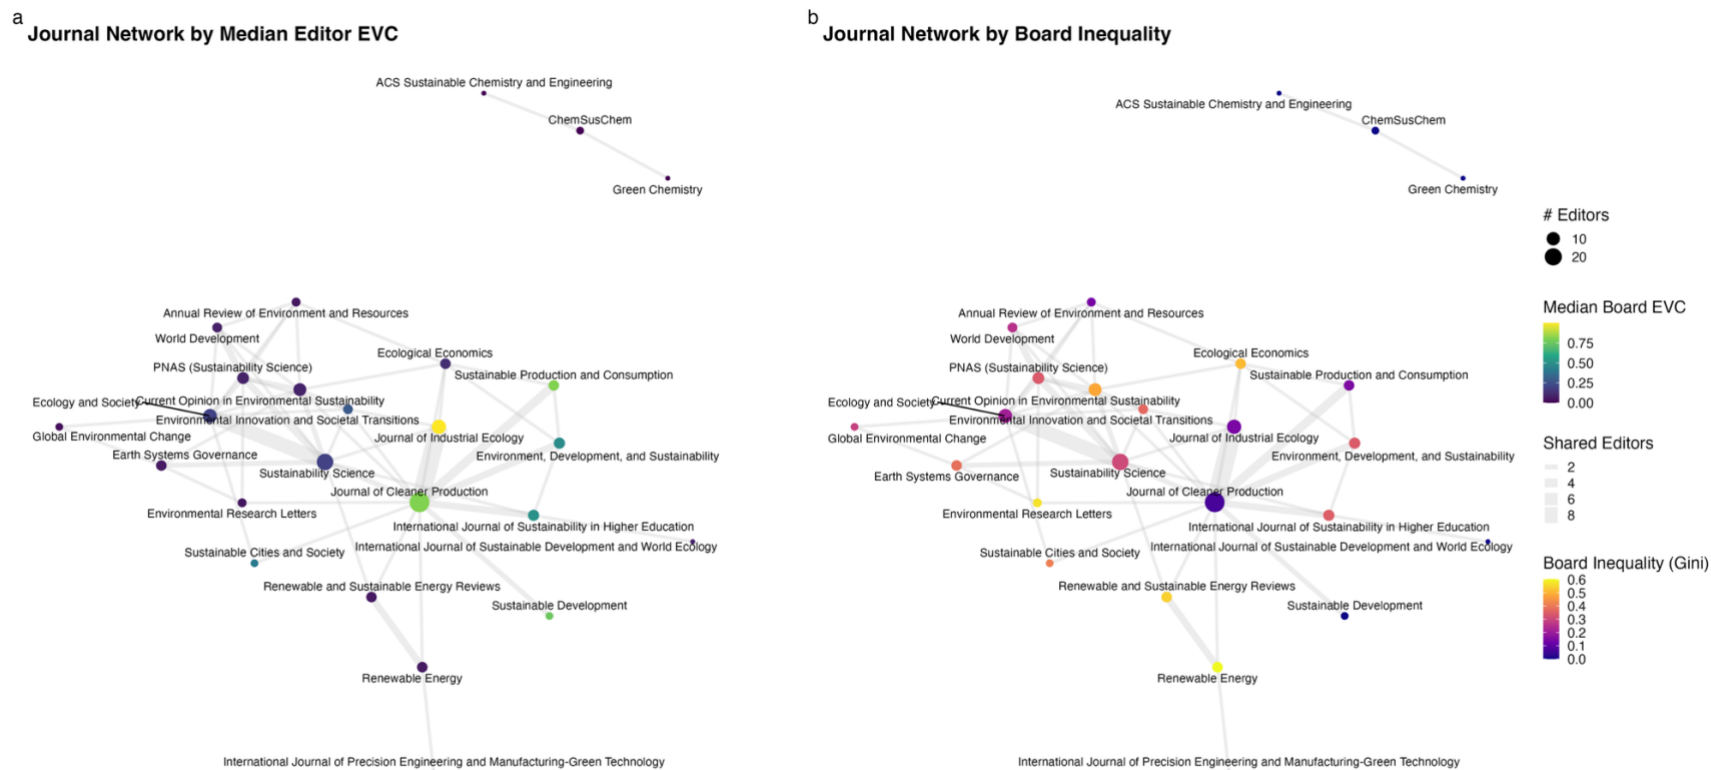 a
Journal Network by Median Editor EVC
ACS Sustainable Chemistry and Engineering
ChemSusChem
Green Chemistry
Annual Review of Environment and Resources
World Development
Ecological Economics
PNAS (Sustainability Science)
Sustainable Production and Consumption
Ecology and Society
Current Opinion in Environmental Sustainability
Environmental Innovation and Societal Transitions
Global Environmental Change
Journal of Industrial Ecology
Earth Systems Governance
Environment, Development, and Sustainability
Sustainability Science
Journal of Cleaner Production
Environmental Research Letters
International Journal of Sustainability in Higher Education
International Journal of Sustainable Development and World Ecology
Sustainable Cities and Society
Renewable and Sustainable Energy Reviews
Sustainable Development
Renewable Energy
International Journal of Precision Engineering and Manufacturing-Green Technology
b
Journal Network by Board Inequality
ACS Sustainable Chemistry and Engineering
ChemSusChem
Green Chemistry
Annual Review of Environment and Resources
World Development
Ecological Economics
PNAS (Sustainability Science)
Sustainable Production and Consumption
Ecology and Society
Current Opinion in Environmental Sustainability
Environmental Innovation and Societal Transitions
Global Environmental Change
Journal of Industrial Ecology
Environment, Development, and Sustainability
Sustainability Science
Earth Systems Governance
Journal of Cleaner Production
Environmental Research Letters
International Journal of Sustainability in Higher Education
International Journal of Sustainable Development and World Ecology
Sustainable Cities and Society
Renewable and Sustainable Energy Reviews
Sustainable Development
Renewable Energy
International Journal of Precision Engineering and Manufacturing-Green Technology
# Editors
10
20
Median Board EVC
0.75
0.50
0.25
0.00
Shared Editors
2
4
6
8
Board Inequality (Gini)
0.6
0.5
0.4
0.3
0.2
0.1
0.0